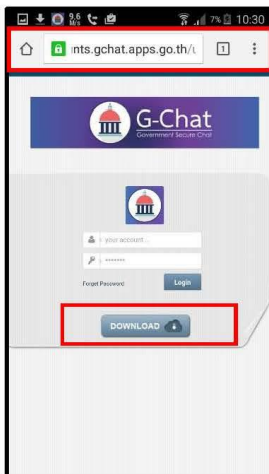 9.6 M/s 7% 10:30
nts.gchat.apps.go.th/u 1
G-Chat
Government Secure Chat
your account...
Forget Password Login
DOWNLOAD